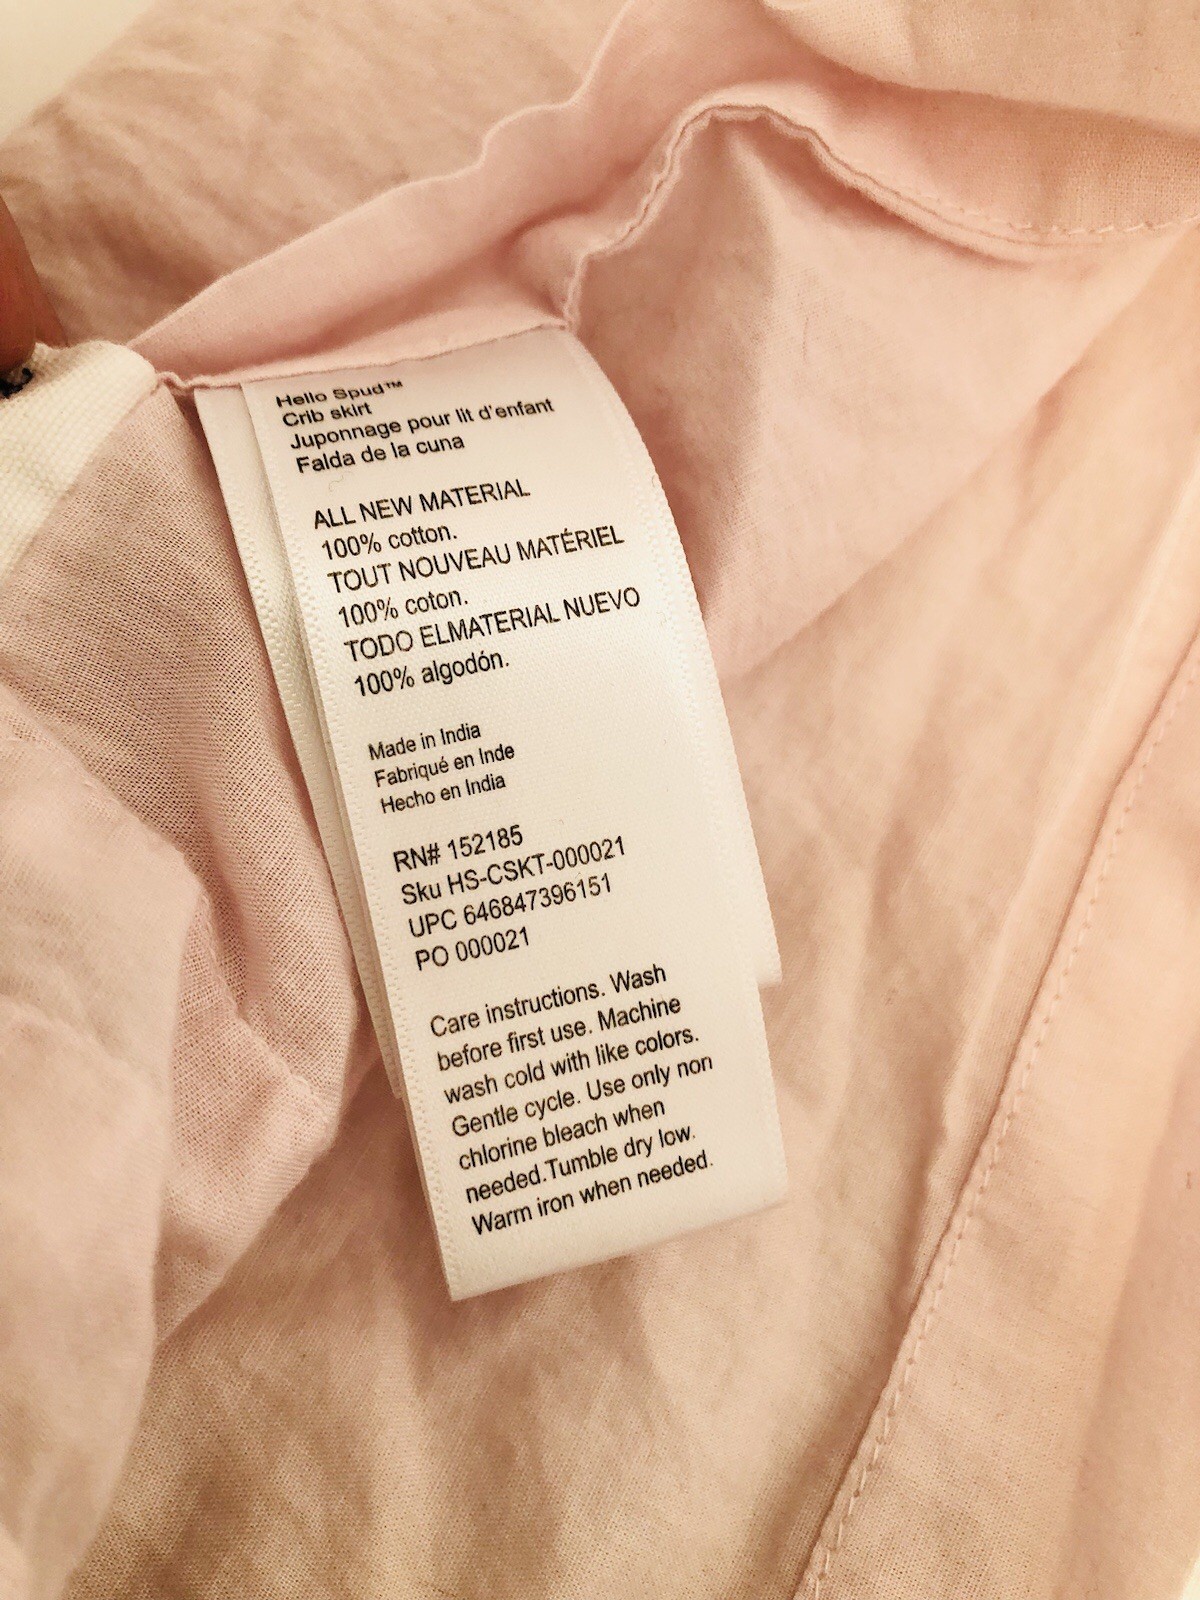 Hello Spud™
Crib skirt
Juponnage pour lit d'enfant
Falda de la cuna
ALL NEW MATERIAL
100% cotton.
TOUT NOUVEAU MATÉRIEL
100% coton.
TODO ELMATERIAL NUEVO
100% algodón.
Made in India
Fabriqué en Inde
Hecho en India
RN# 152185
Sku HS-CSKT-000021
UPC 646847396151
PO 000021
Care instructions. Wash
before first use. Machine
wash cold with like colors.
Gentle cycle. Use only non
chlorine bleach when
needed.Tumble dry low.
Warm iron when needed.